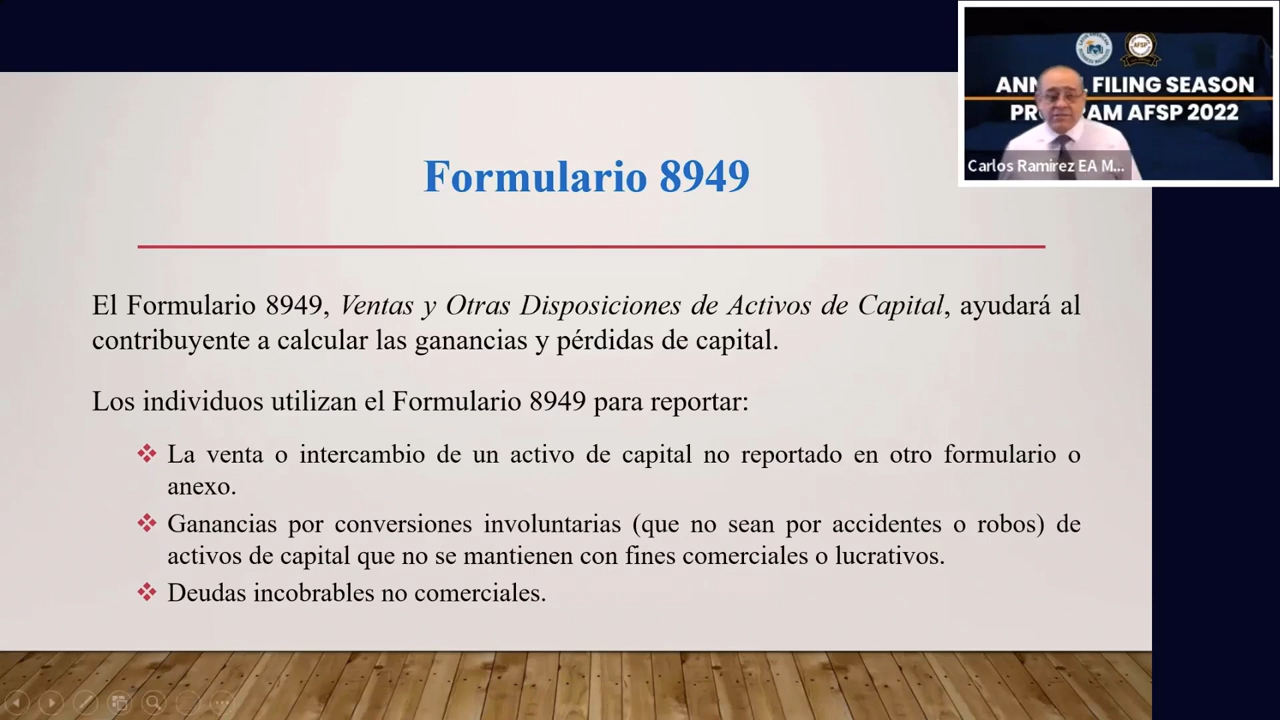 ANN L FILING SEASON
PR AM AFSP 2022
AFSP
Carlos Ramirez EA M...
Formulario 8949
El Formulario 8949, Ventas y Otras Disposiciones de Activos de Capital, ayudará al
contribuyente a calcular las ganancias y pérdidas de capital.
Los individuos utilizan el Formulario 8949 para reportar:
La venta o intercambio de un activo de capital no reportado en otro formulario o
anexo.
Ganancias por conversiones involuntarias (que no sean por accidentes o robos) de
activos de capital que no se mantienen con fines comerciales o lucrativos.
Deudas incobrables no comerciales.